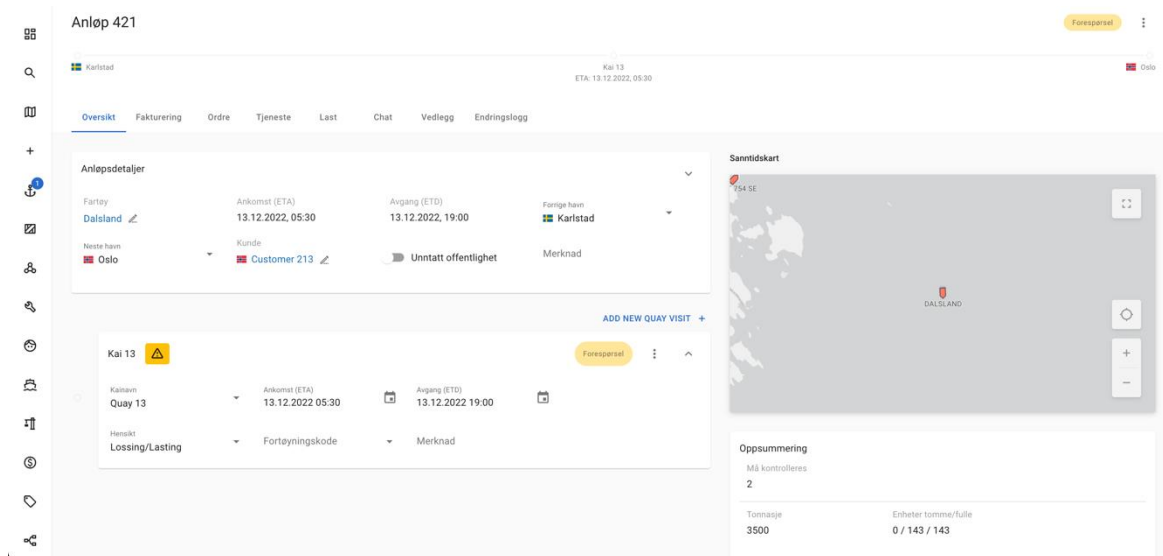 Anløp 421
Forespørsel
Karlstad
Kai 13
ETA: 13.12.2022, 05:30
Oslo
Oversikt Fakturering Ordre Tjeneste Last Chat Vedlegg Endringslogg
1
Anløpsdetaljer
Fartøy Ankomst (ETA) Avgang (ETD) Forrige havn
Dalsland 13.12.2022, 05:30 13.12.2022, 19:00 Karlstad
Neste havn Kunde
Oslo Customer 213 Unntatt offentlighet Merknad
ADD NEW QUAY VISIT +
Kai 13 Forespørsel
Kainavn Ankomst (ETA) Avgang (ETD)
Quay 13 13.12.2022 05:30 13.12.2022 19:00
Hensikt
Lossing/Lasting Fortøyningskode Merknad
Sanntidskart
754 SE
DALSLAND
+
−
Oppsummering
Må kontrolleres
2
Tonnasje Enheter tomme/fulle
3500 0 / 143 / 143